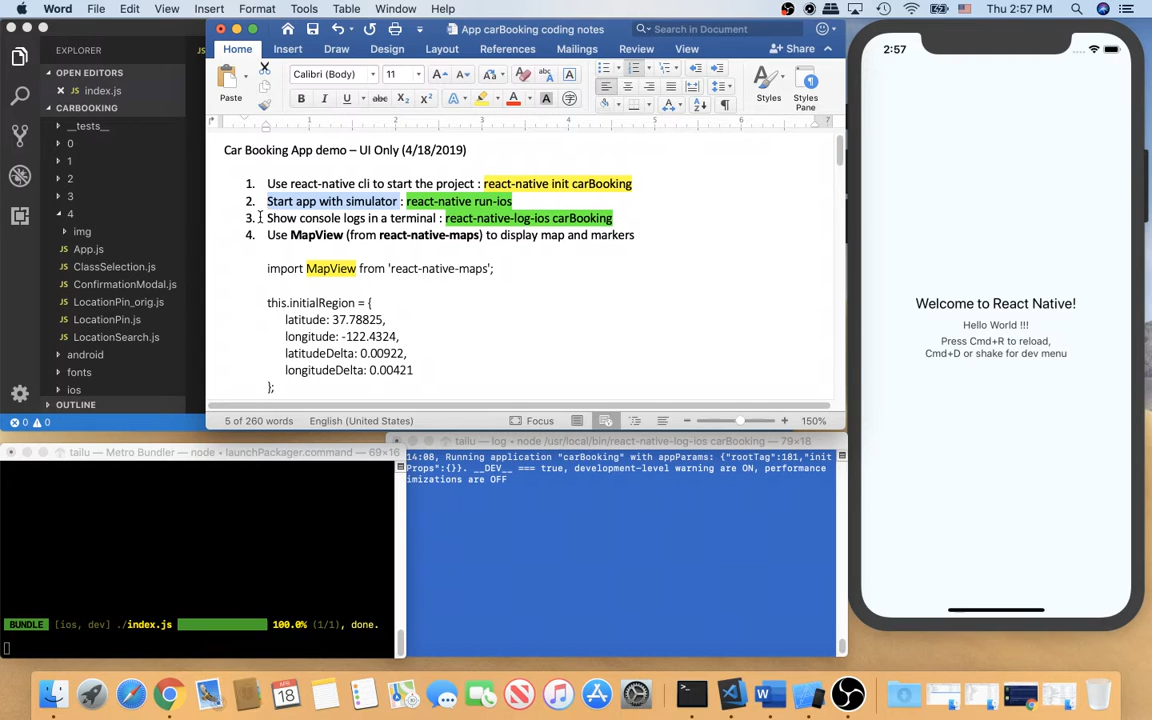 Word File Edit View Insert Format Tools Table Window Help Thu 2:57 PM
EXPLORER
OPEN EDITORS
index.js
CARBOOKING
__tests__
0
1
2
3
4
img
App.js
ClassSelection.js
ConfirmationModal.js
LocationPin_orig.js
LocationPin.js
LocationSearch.js
android
fonts
ios
OUTLINE
0 0
JS
App carBooking coding notes
Search in Document
Home Insert Draw Design Layout References Mailings Review View Share
Paste
Calibri (Body) 11
Styles
Styles
Pane
1 2 3 4 5 6 7
Car Booking App demo – UI Only (4/18/2019)
1. Use react-native cli to start the project : react-native init carBooking
2. Start app with simulator : react-native run-ios
3. Show console logs in a terminal : react-native-log-ios carBooking
4. Use MapView (from react-native-maps) to display map and markers
import MapView from 'react-native-maps';
this.initialRegion = {
latitude: 37.78825,
longitude: -122.4324,
latitudeDelta: 0.00922,
longitudeDelta: 0.00421
};
5 of 260 words English (United States) Focus 150%
tailu — Metro Bundler — node ‹ launchPackager.command — 69×16
BUNDLE [ios, dev] ./index.js 100.0% (1/1), done.
tailu — log • node /usr/local/bin/react-native-log-ios carBooking — 79×18
14:08, Running application "carBooking" with appParams: {"rootTag":181,"init
Props":{}}. __DEV__ === true, development-level warning are ON, performance
imizations are OFF
2:57
Welcome to React Native!
Hello World !!!
Press Cmd+R to reload,
Cmd+D or shake for dev menu
APR
18